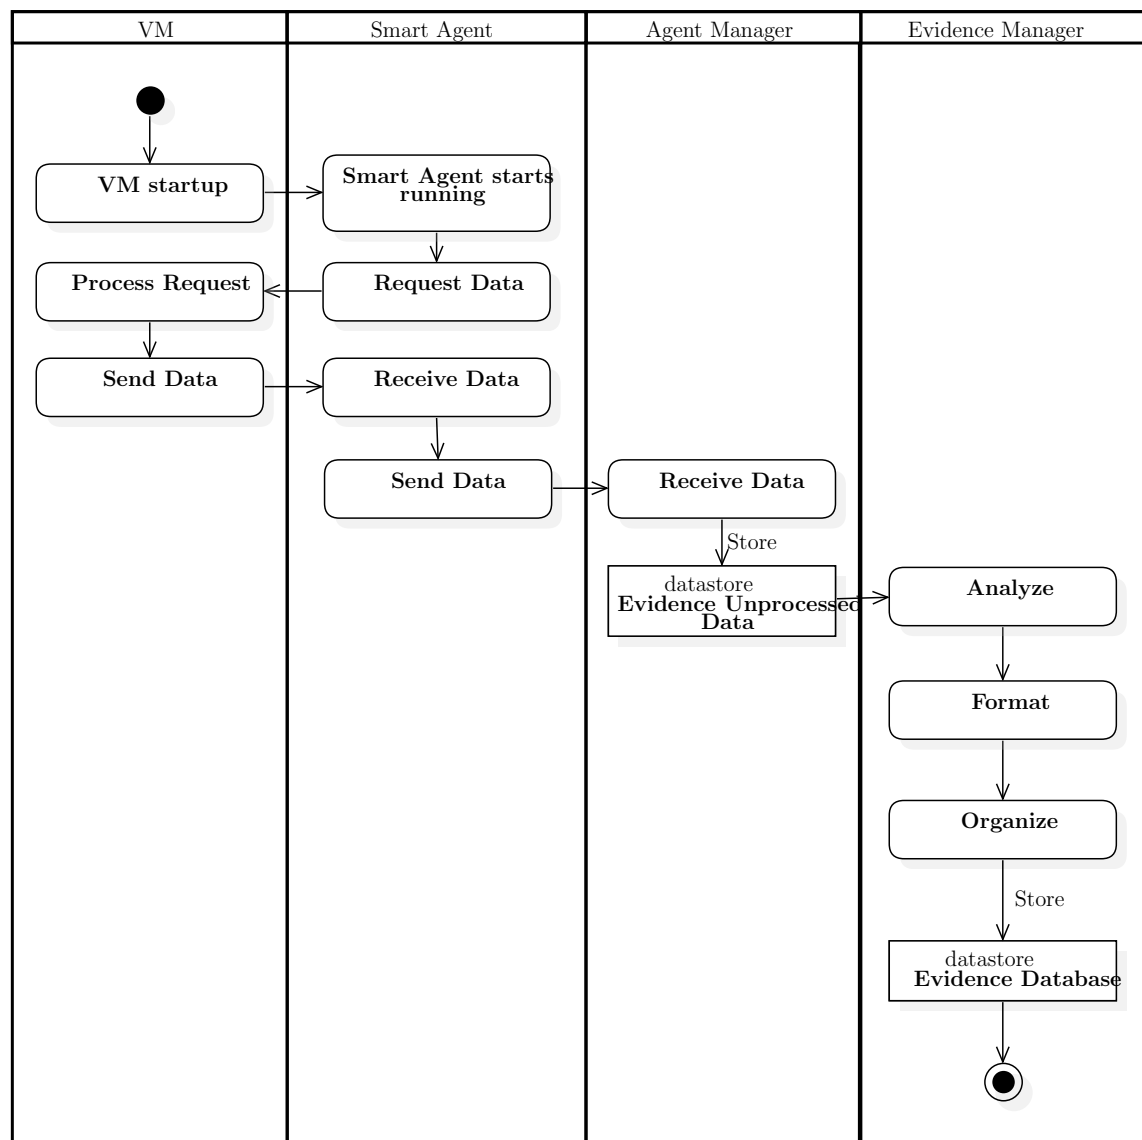 VM
Smart Agent
Agent Manager
Evidence Manager
VM startup
Smart Agent starts
running
Process Request
Request Data
Send Data
Receive Data
Send Data
Receive Data
Store
datastore
Evidence Unprocessed
Data
Analyze
Format
Organize
Store
datastore
Evidence Database